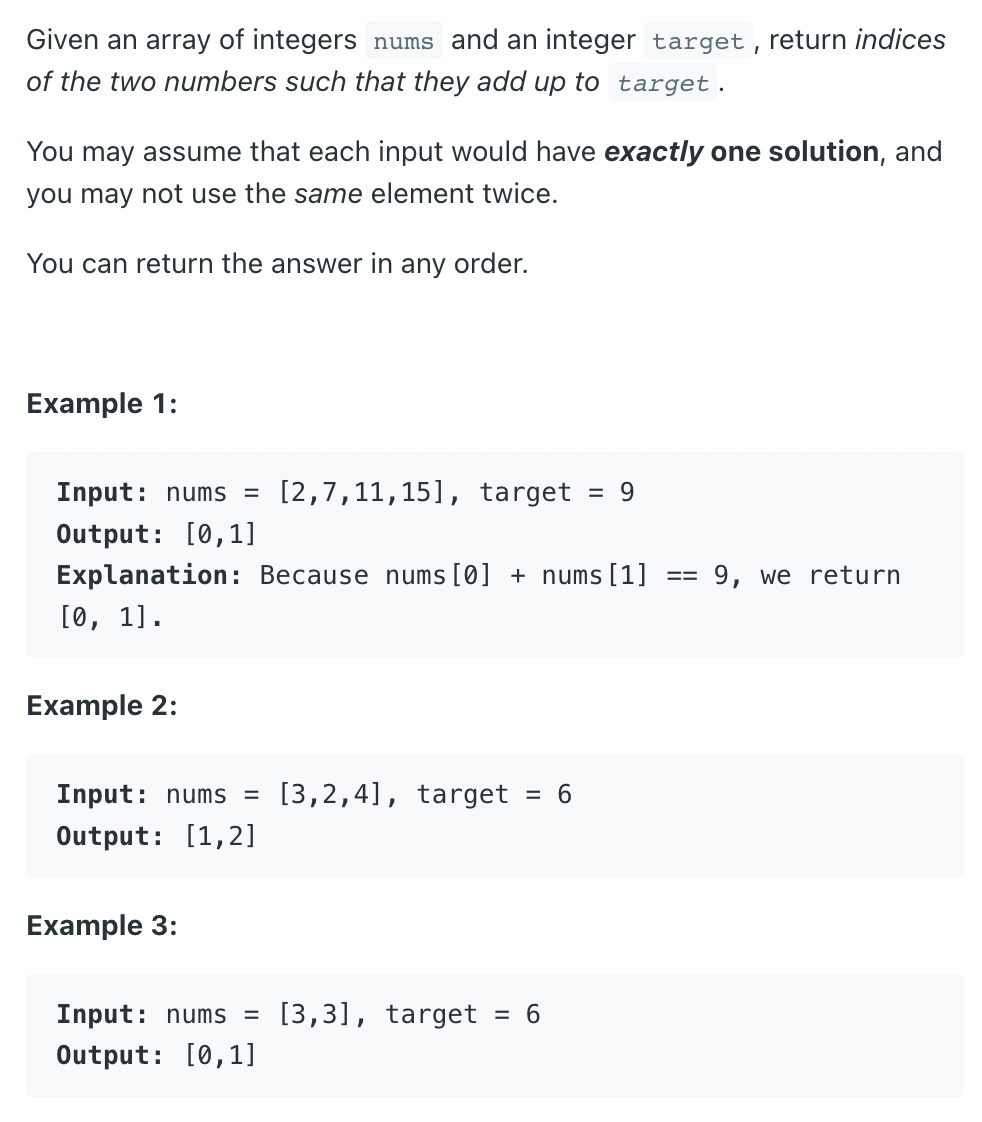 Given an array of integers nums and an integer target, return indices
of the two numbers such that they add up to target.
You may assume that each input would have exactly one solution, and
you may not use the same element twice.
You can return the answer in any order.
Example 1:
Input: nums = [2,7,11,15], target = 9
Output: [0,1]
Explanation: Because nums[0] + nums[1] == 9, we return
[0, 1].
Example 2:
Input: nums = [3,2,4], target = 6
Output: [1,2]
Example 3:
Input: nums = [3,3], target = 6
Output: [0,1]